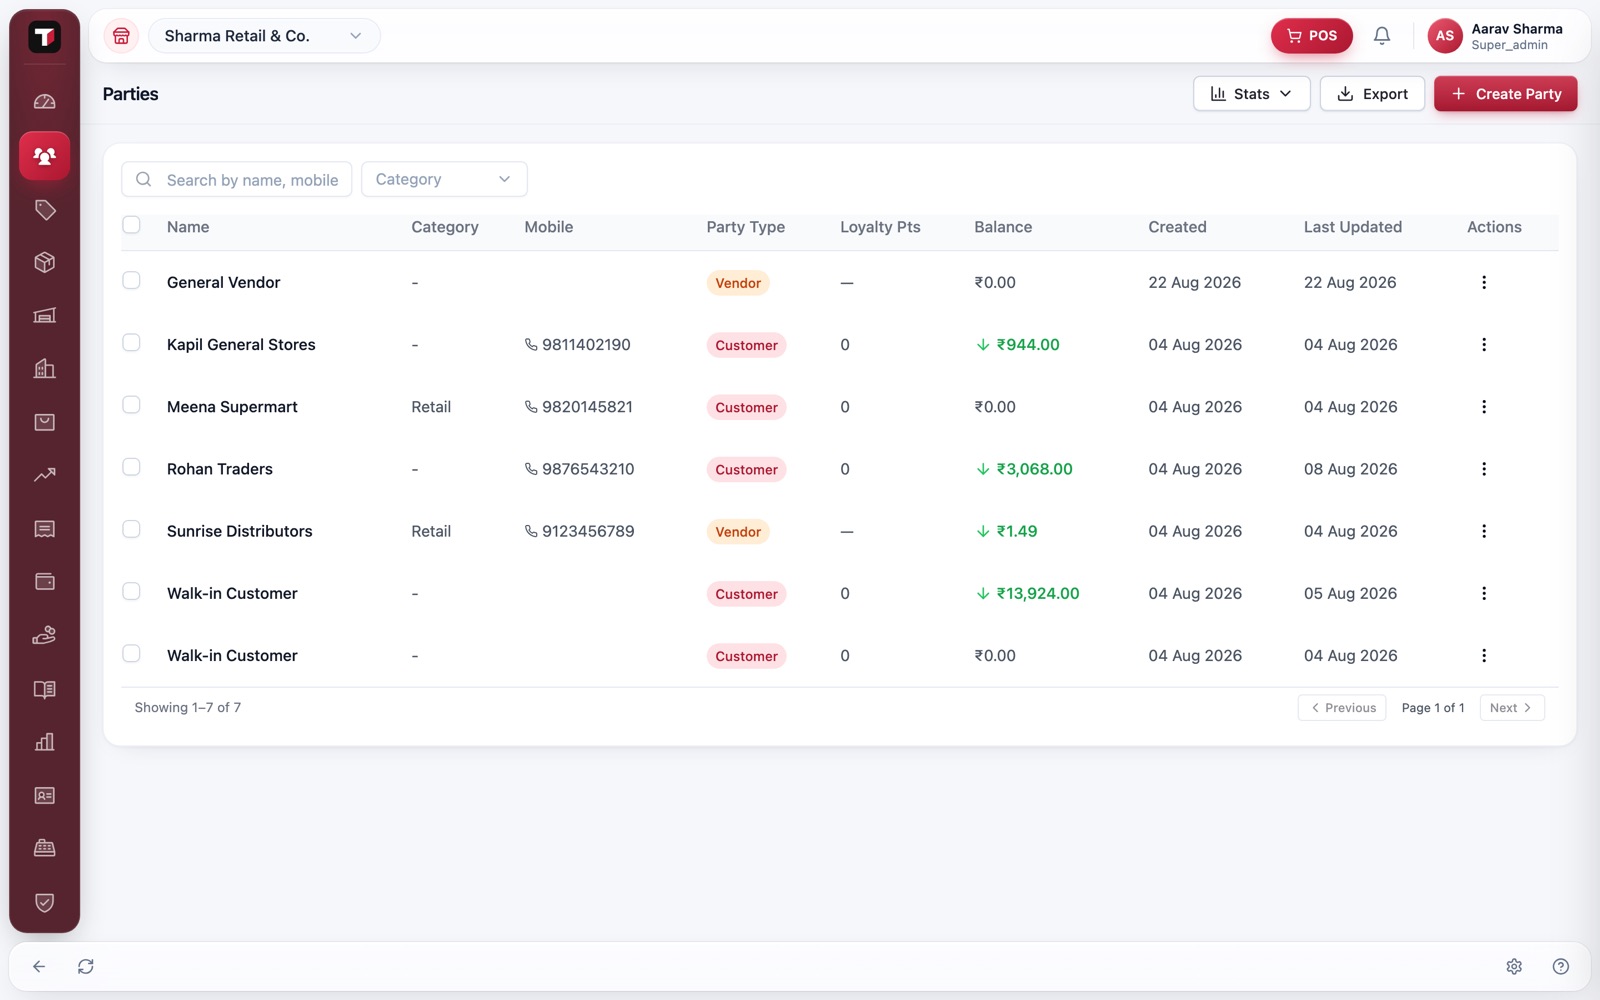 Sharma Retail & Co.
POS
AS
Aarav Sharma
Super_admin
Parties
Stats
Export
Create Party
Search by name, mobile
Category
Name Category Mobile Party Type Loyalty Pts Balance Created Last Updated Actions
General Vendor - Vendor — ₹0.00 22 Aug 2026 22 Aug 2026
Kapil General Stores - 9811402190 Customer 0 ₹944.00 04 Aug 2026 04 Aug 2026
Meena Supermart Retail 9820145821 Customer 0 ₹0.00 04 Aug 2026 04 Aug 2026
Rohan Traders - 9876543210 Customer 0 ₹3,068.00 04 Aug 2026 08 Aug 2026
Sunrise Distributors Retail 9123456789 Vendor — ₹1.49 04 Aug 2026 04 Aug 2026
Walk-in Customer - Customer 0 ₹13,924.00 04 Aug 2026 05 Aug 2026
Walk-in Customer - Customer 0 ₹0.00 04 Aug 2026 04 Aug 2026
Showing 1–7 of 7
Previous Page 1 of 1 Next